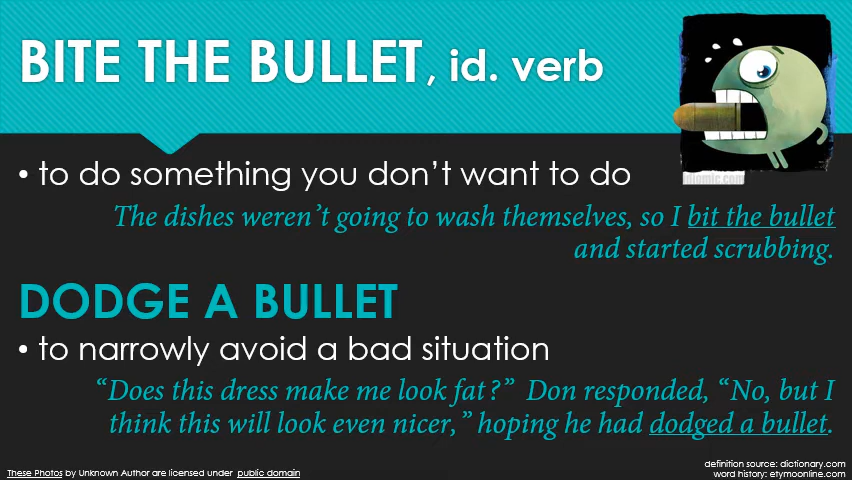 BITE THE BULLET, id. verb
idiomic.com
• to do something you don’t want to do
The dishes weren’t going to wash themselves, so I bit the bullet
and started scrubbing.
DODGE A BULLET
• to narrowly avoid a bad situation
“Does this dress make me look fat?” Don responded, “No, but I
think this will look even nicer,” hoping he had dodged a bullet.
These Photos by Unknown Author are licensed under public domain
definition source: dictionary.com
word history: etymoonline.com